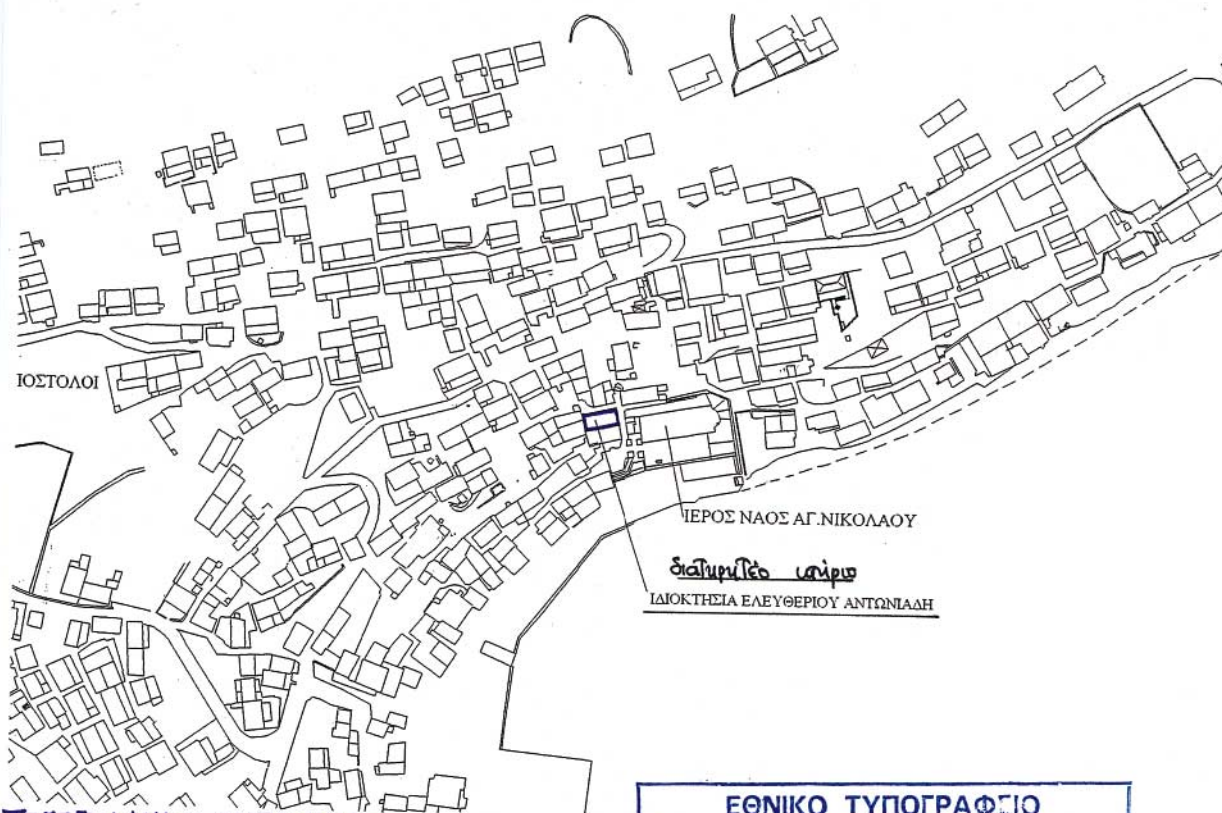 ΙΟΣΤΟΛΟΙ
ΙΕΡΟΣ ΝΑΟΣ ΑΓ.ΝΙΚΟΛΑΟΥ
διατηρητέο κτίριο
ΙΔΙΟΚΤΗΣΙΑ ΕΛΕΥΘΕΡΙΟΥ ΑΝΤΩΝΙΑΔΗ
ΕΘΝΙΚΟ ΤΥΠΟΓΡΑΦΕΙΟ